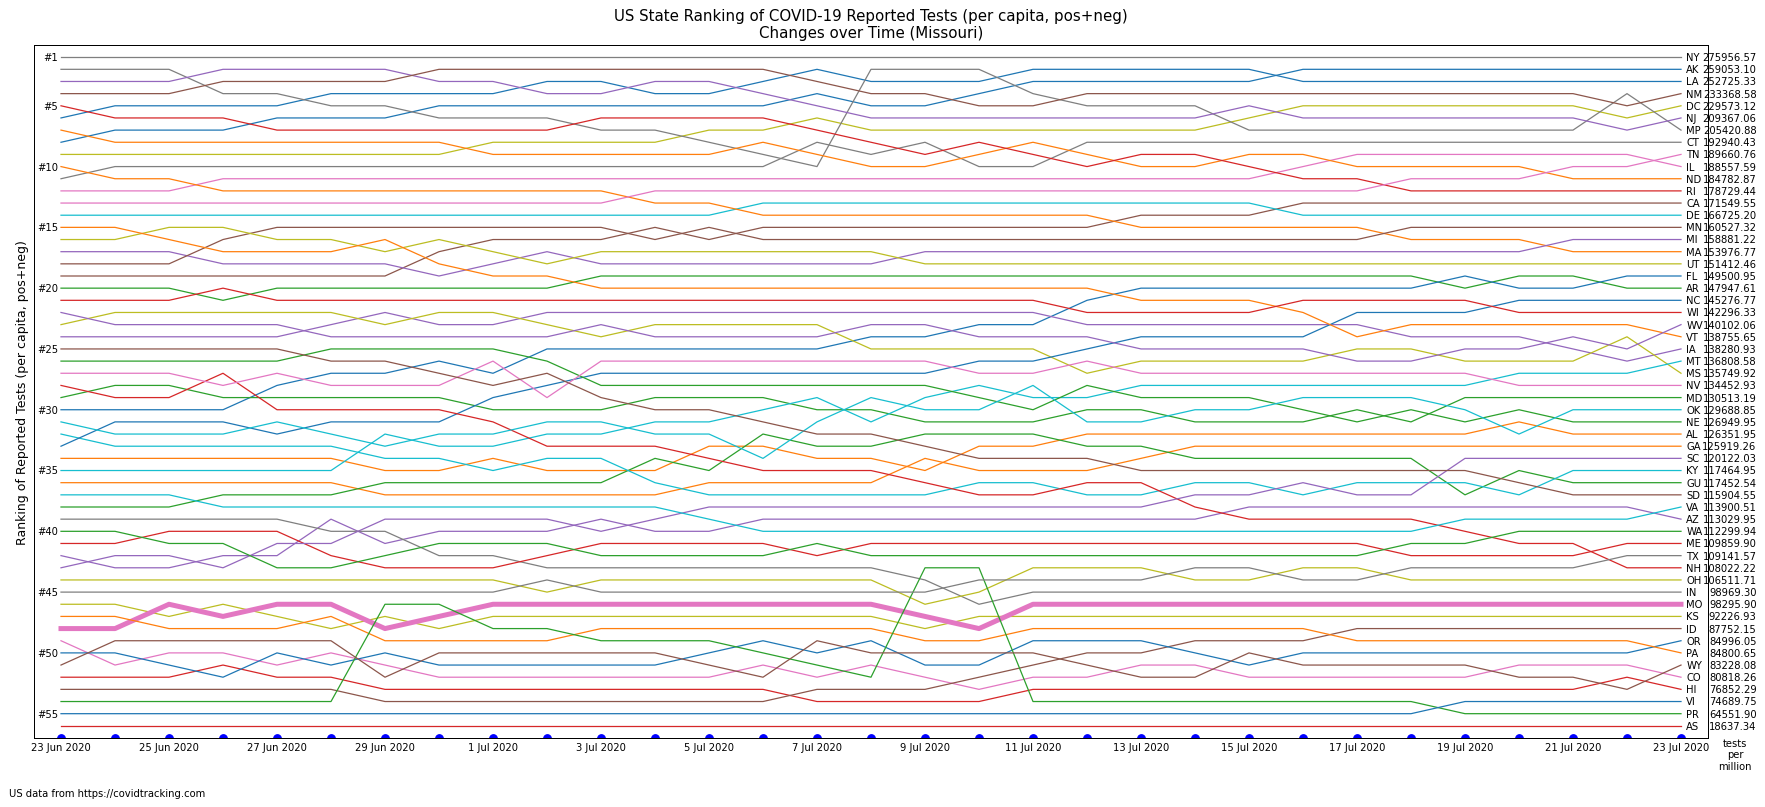 US State Ranking of COVID-19 Reported Tests (per capita, pos+neg)
Changes over Time (Missouri)
Ranking of Reported Tests (per capita, pos+neg)
#1
#5
#10
#15
#20
#25
#30
#35
#40
#45
#50
#55
NY 275956.57
AK 259053.10
LA 252725.33
NM 233368.58
DC 229573.12
NJ 209367.06
MP 205420.88
CT 192940.43
TN 189660.76
IL 188557.59
ND 184782.87
RI 178729.44
CA 171549.55
DE 166725.20
MN 160527.32
MI 158881.22
MA 153976.77
UT 151412.46
FL 149500.95
AR 147947.61
NC 145276.77
WI 142296.33
WV 140102.06
VT 138755.65
IA 138280.93
MT 136808.58
MS 135749.92
NV 134452.93
MD 130513.19
OK 129688.85
NE 126949.95
AL 126351.95
GA 125919.26
SC 120122.03
KY 117464.95
GU 117452.54
SD 115904.55
VA 113900.51
AZ 113029.95
WA 112299.94
ME 109859.90
TX 109141.57
NH 108022.22
OH 106511.71
IN 98969.30
MO 98295.90
KS 92226.93
ID 87752.15
OR 84996.05
PA 84800.65
WY 83228.08
CO 80818.26
HI 76852.29
VI 74689.75
PR 64551.90
AS 18637.34
23 Jun 2020 25 Jun 2020 27 Jun 2020 29 Jun 2020 1 Jul 2020 3 Jul 2020 5 Jul 2020 7 Jul 2020 9 Jul 2020 11 Jul 2020 13 Jul 2020 15 Jul 2020 17 Jul 2020 19 Jul 2020 21 Jul 2020 23 Jul 2020
tests
per
million
US data from https://covidtracking.com